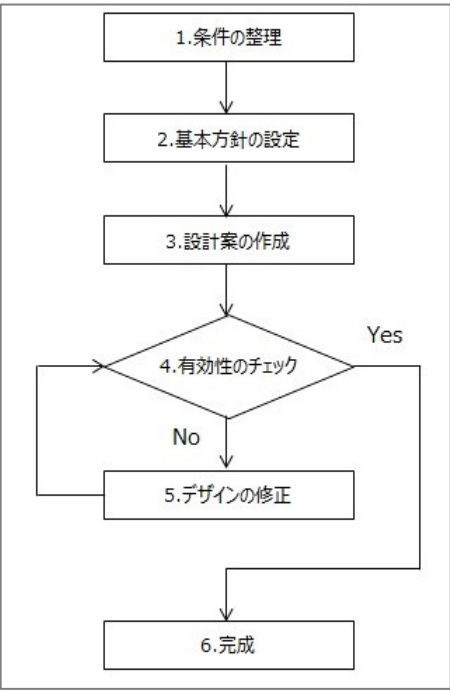 1.条件の整理
2.基本方針の設定
3.設計案の作成
4.有効性のチェック
Yes
No
5.デザインの修正
6.完成